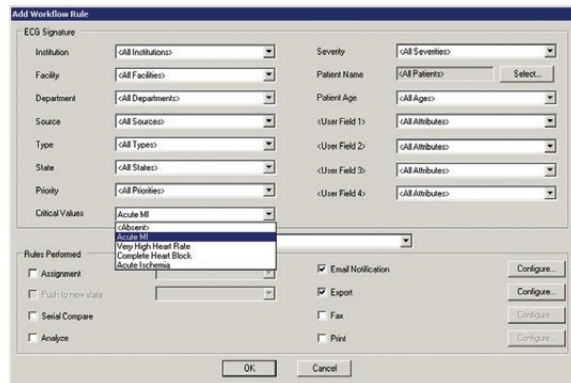 Add Workflow Rule
ECG Signature
Institution <All Institutions> Severity <All Severities>
Facility <All Facilities> Patient Name <All Patients> Select...
Department <All Departments> Patient Age <All Ages>
Source <All Sources> <User Field 1> <All Attributes>
Type <All Types> <User Field 2> <All Attributes>
State <All States> <User Field 3> <All Attributes>
Priority <All Priorities> <User Field 4> <All Attributes>
Critical Values Acute MI
<Absent>
Acute MI
Very High Heart Rate
Complete Heart Block
Acute Ischemia
Rules Performed
Assignment Email Notification Configure...
Push to new state Export Configure...
Serial Compare Fax Configure...
Analyze Print Configure...
OK Cancel